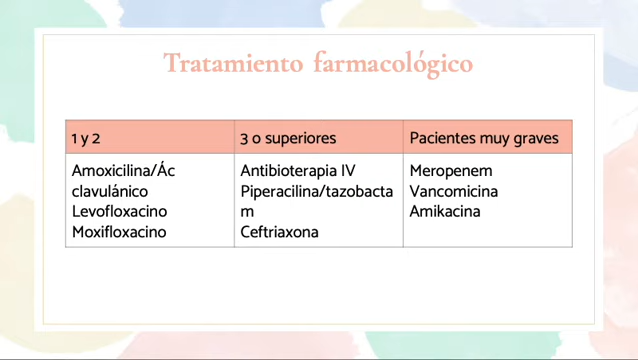 Tratamiento farmacológico
1 y 2
3 o superiores
Pacientes muy graves
Amoxicilina/Ác
clavulánico
Levofloxacino
Moxifloxacino
Antibioterapia IV
Piperacilina/tazobacta
m
Ceftriaxona
Meropenem
Vancomicina
Amikacina